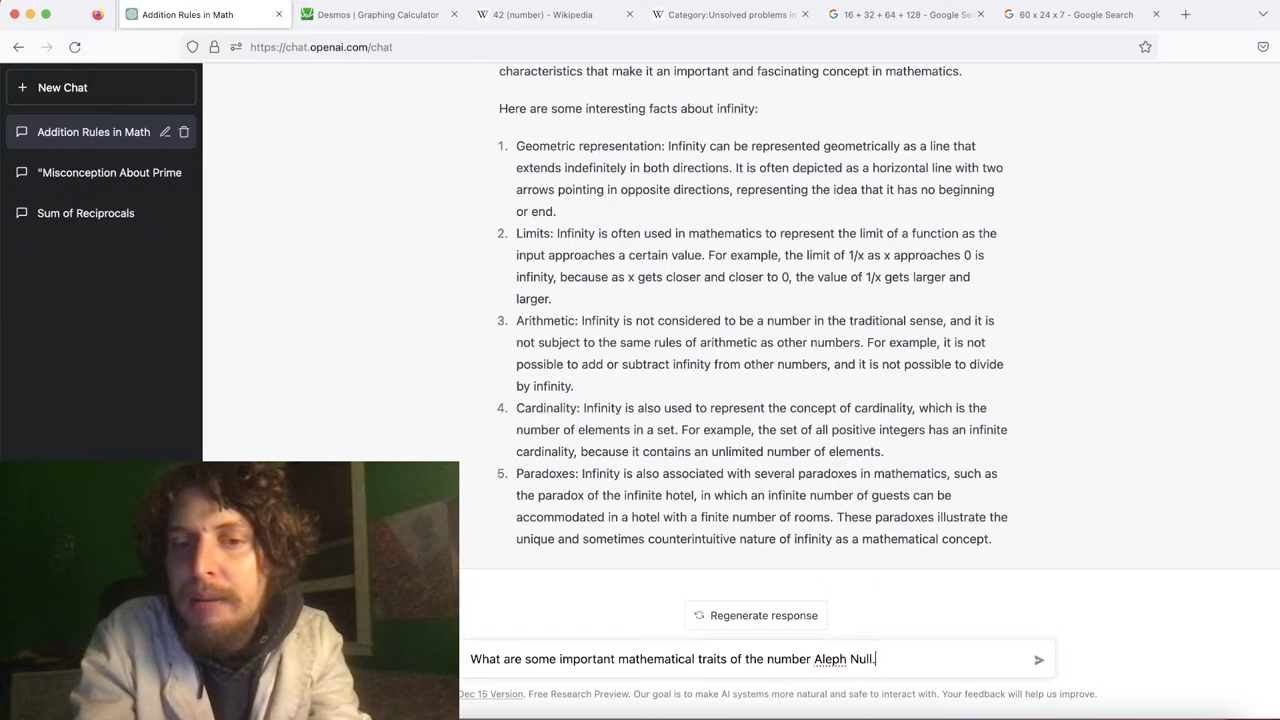 Addition Rules in Math
Desmos | Graphing Calculator
42 (number) - Wikipedia
Category:Unsolved problems in
16 + 32 + 64 + 128 - Google Sea
60 x 24 x 7 - Google Search
https://chat.openai.com/chat
New Chat
Addition Rules in Math
"Misconception About Prime
Sum of Reciprocals
characteristics that make it an important and fascinating concept in mathematics.
Here are some interesting facts about infinity:
1. Geometric representation: Infinity can be represented geometrically as a line that
extends indefinitely in both directions. It is often depicted as a horizontal line with two
arrows pointing in opposite directions, representing the idea that it has no beginning
or end.
2. Limits: Infinity is often used in mathematics to represent the limit of a function as the
input approaches a certain value. For example, the limit of 1/x as x approaches 0 is
infinity, because as x gets closer and closer to 0, the value of 1/x gets larger and
larger.
3. Arithmetic: Infinity is not considered to be a number in the traditional sense, and it is
not subject to the same rules of arithmetic as other numbers. For example, it is not
possible to add or subtract infinity from other numbers, and it is not possible to divide
by infinity.
4. Cardinality: Infinity is also used to represent the concept of cardinality, which is the
number of elements in a set. For example, the set of all positive integers has an infinite
cardinality, because it contains an unlimited number of elements.
5. Paradoxes: Infinity is also associated with several paradoxes in mathematics, such as
the paradox of the infinite hotel, in which an infinite number of guests can be
accommodated in a hotel with a finite number of rooms. These paradoxes illustrate the
unique and sometimes counterintuitive nature of infinity as a mathematical concept.
Regenerate response
What are some important mathematical traits of the number Aleph Null.
Dec 15 Version. Free Research Preview. Our goal is to make AI systems more natural and safe to interact with. Your feedback will help us improve.